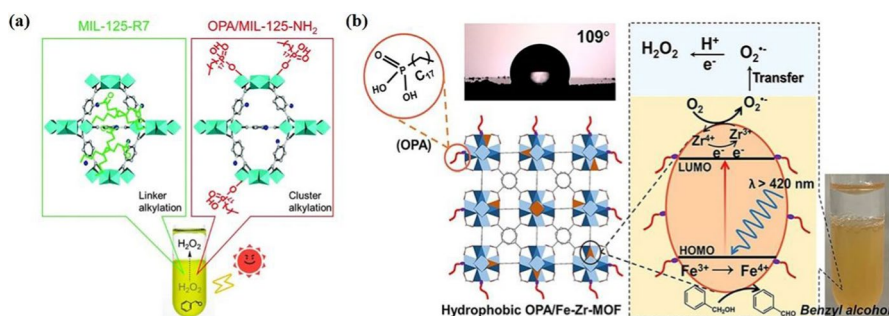 (a)
MIL-125-R7
OPA/MIL-125-NH₂
Linker
alkylation
Cluster
alkylation
H₂O₂
H₂O₂
(b)
O
P
HO
OH
C
17
(OPA)
109°
Hydrophobic OPA/Fe-Zr-MOF
H₂O₂
H⁺
e⁻
O₂•⁻
Transfer
O₂
O₂•⁻
Zr⁴⁺
Zr³⁺
e⁻ e⁻
LUMO
λ > 420 nm
HOMO
Fe³⁺ → Fe⁴⁺
CH₂OH
CHO
Benzyl alcohol